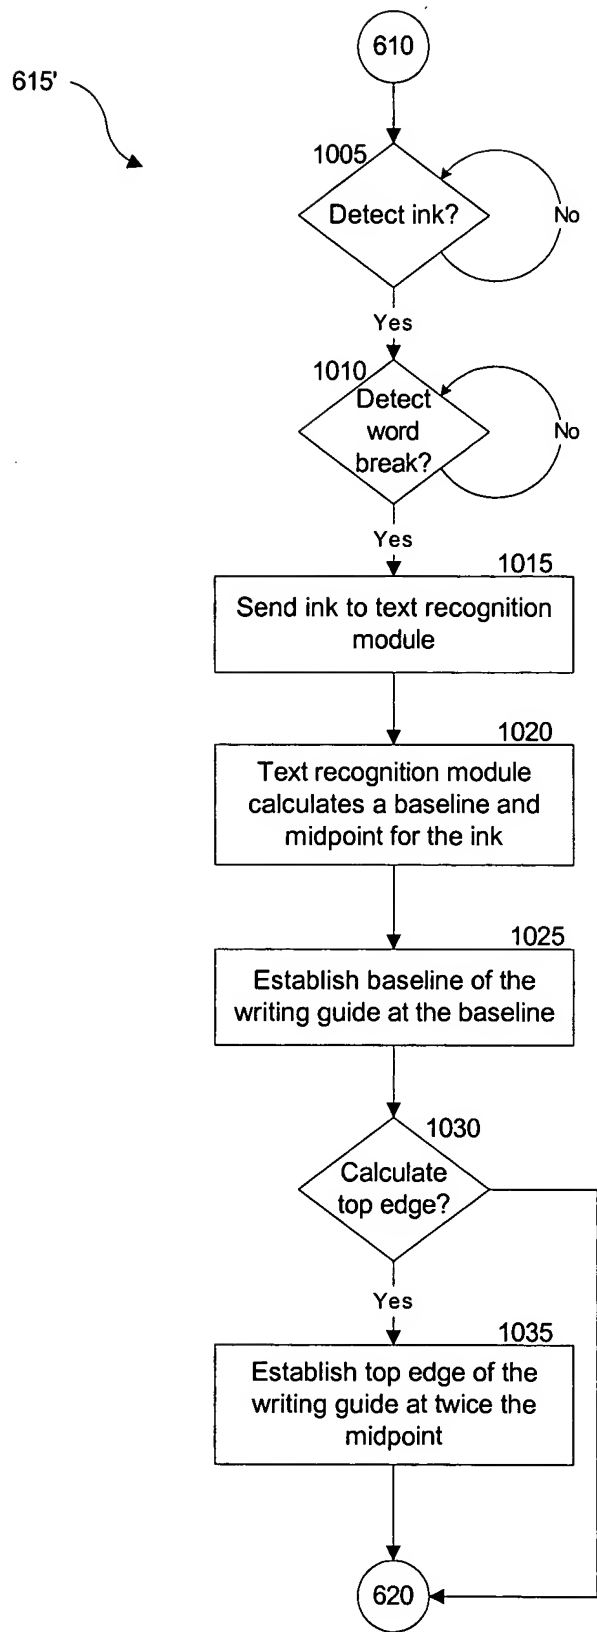 610
615'
1005
Detect ink?
No
Yes
1010
Detect
word
break?
No
Yes
1015
Send ink to text recognition
module
1020
Text recognition module
calculates a baseline and
midpoint for the ink
1025
Establish baseline of the
writing guide at the baseline
1030
Calculate
top edge?
Yes
1035
Establish top edge of the
writing guide at twice the
midpoint
620